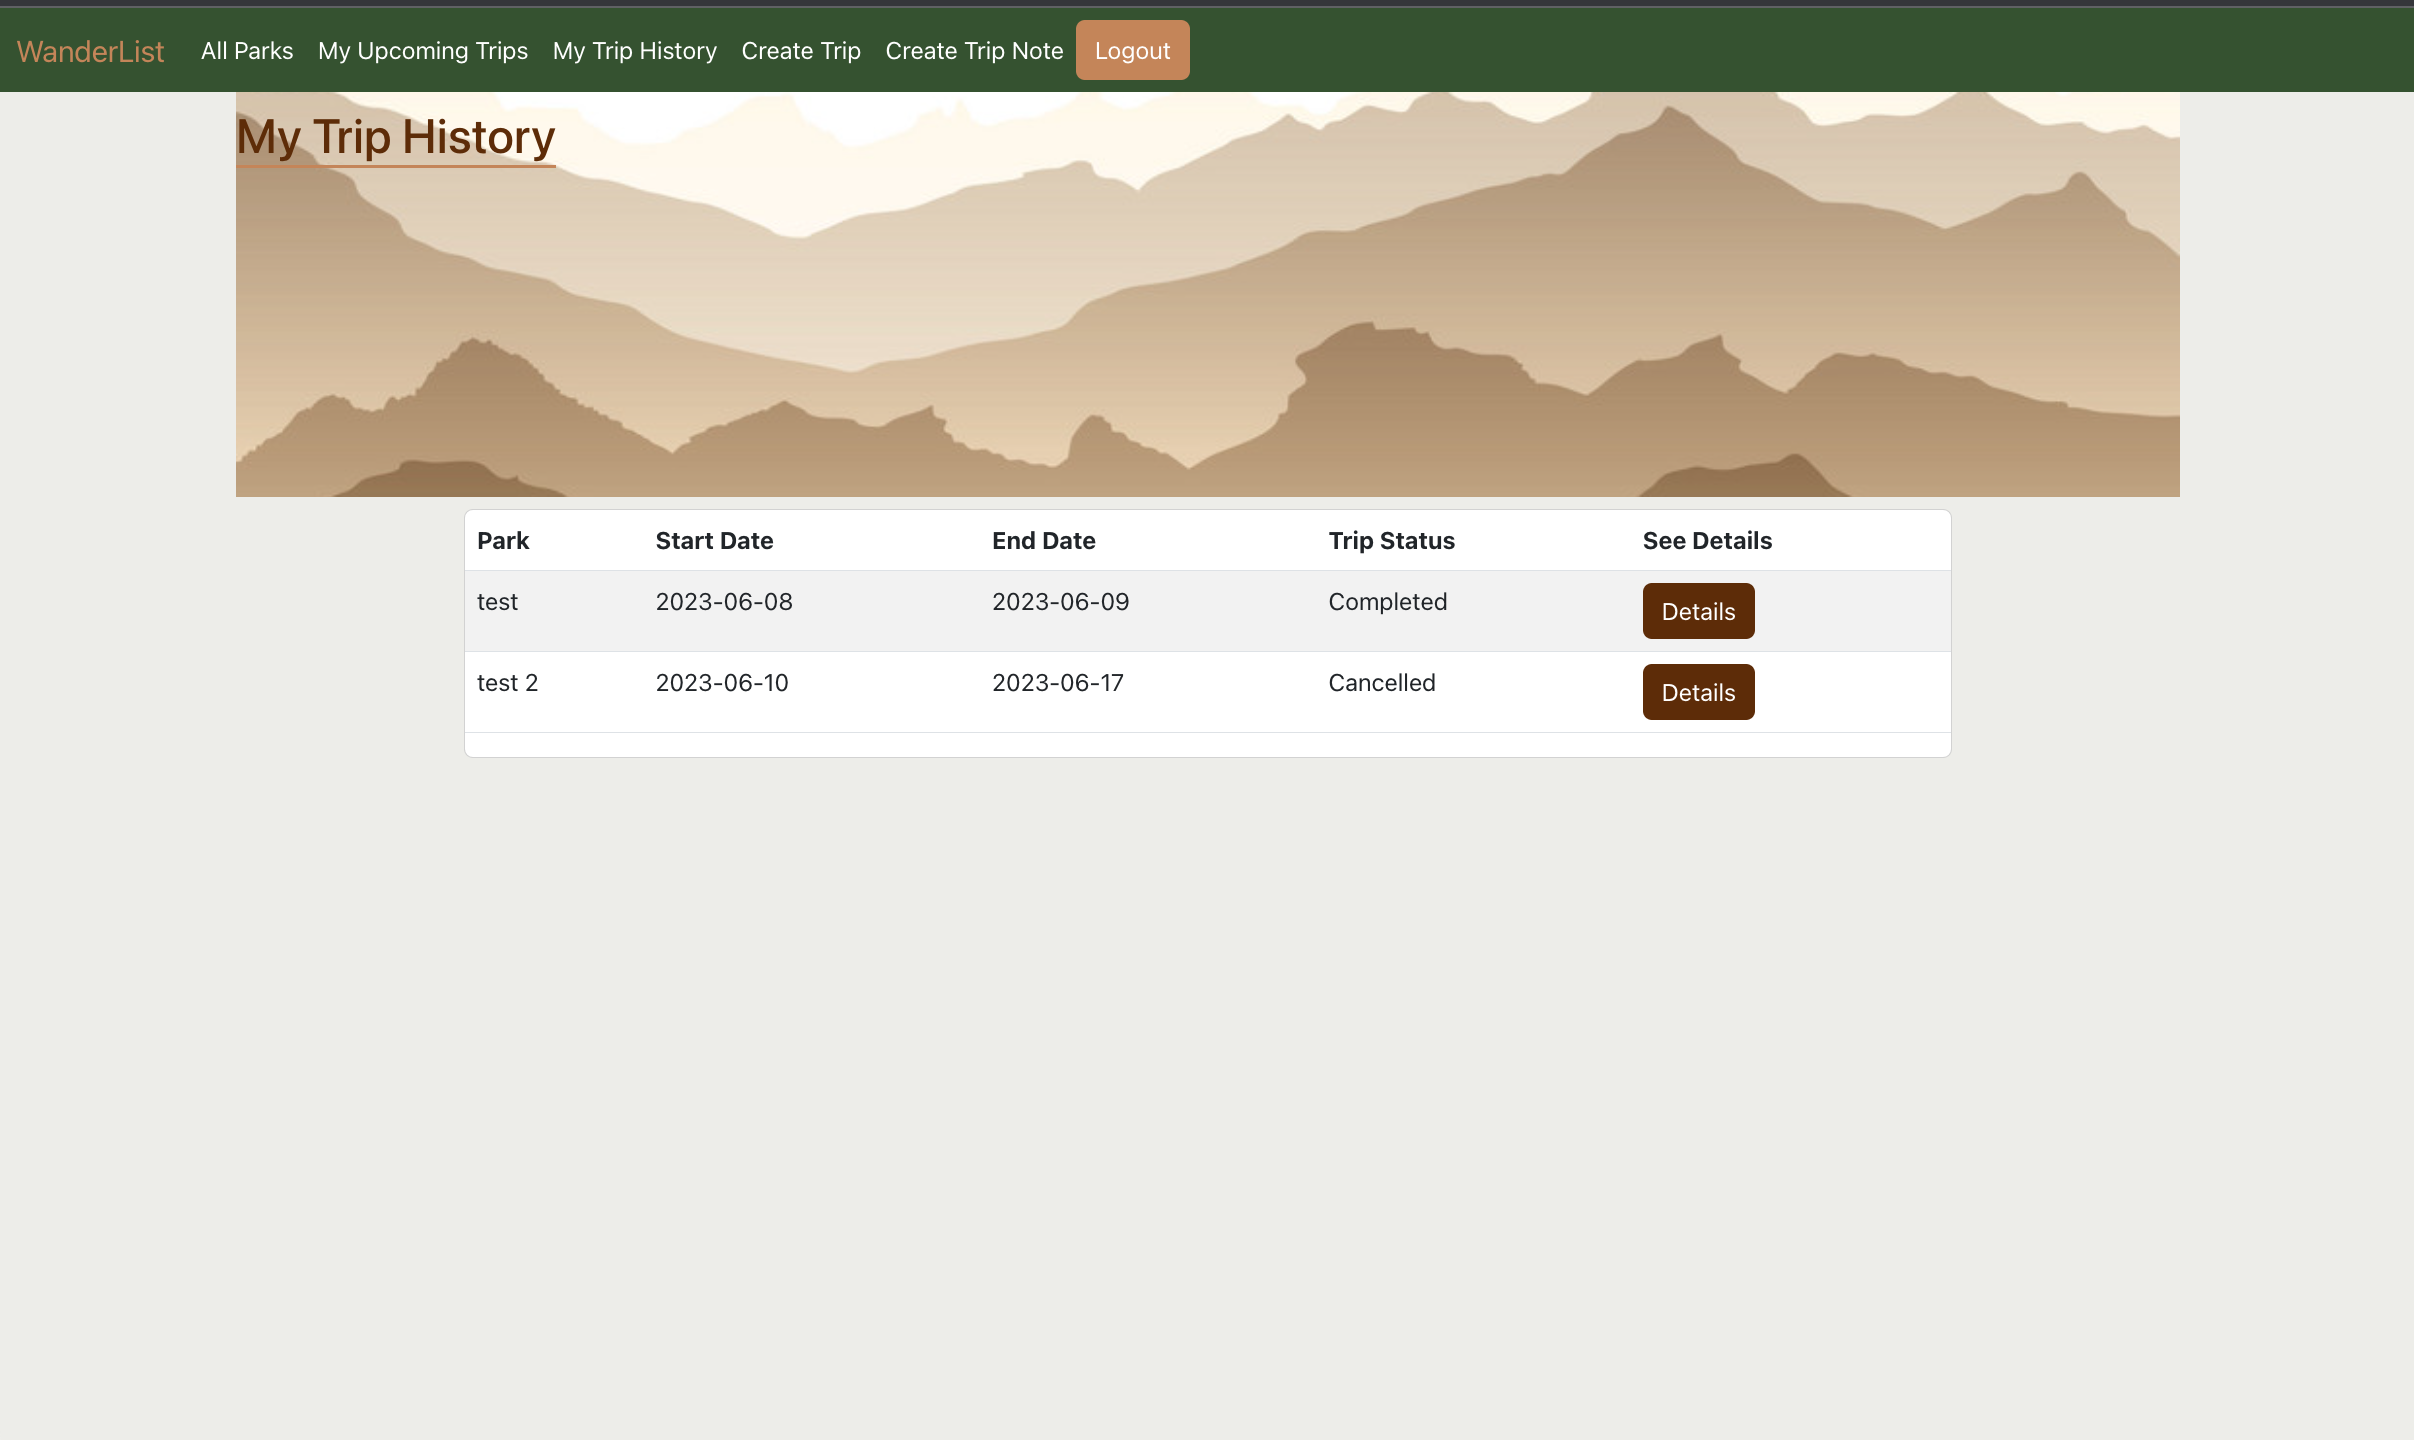 WanderList All Parks My Upcoming Trips My Trip History Create Trip Create Trip Note Logout
My Trip History
Park Start Date End Date Trip Status See Details
test 2023-06-08 2023-06-09 Completed Details
test 2 2023-06-10 2023-06-17 Cancelled Details